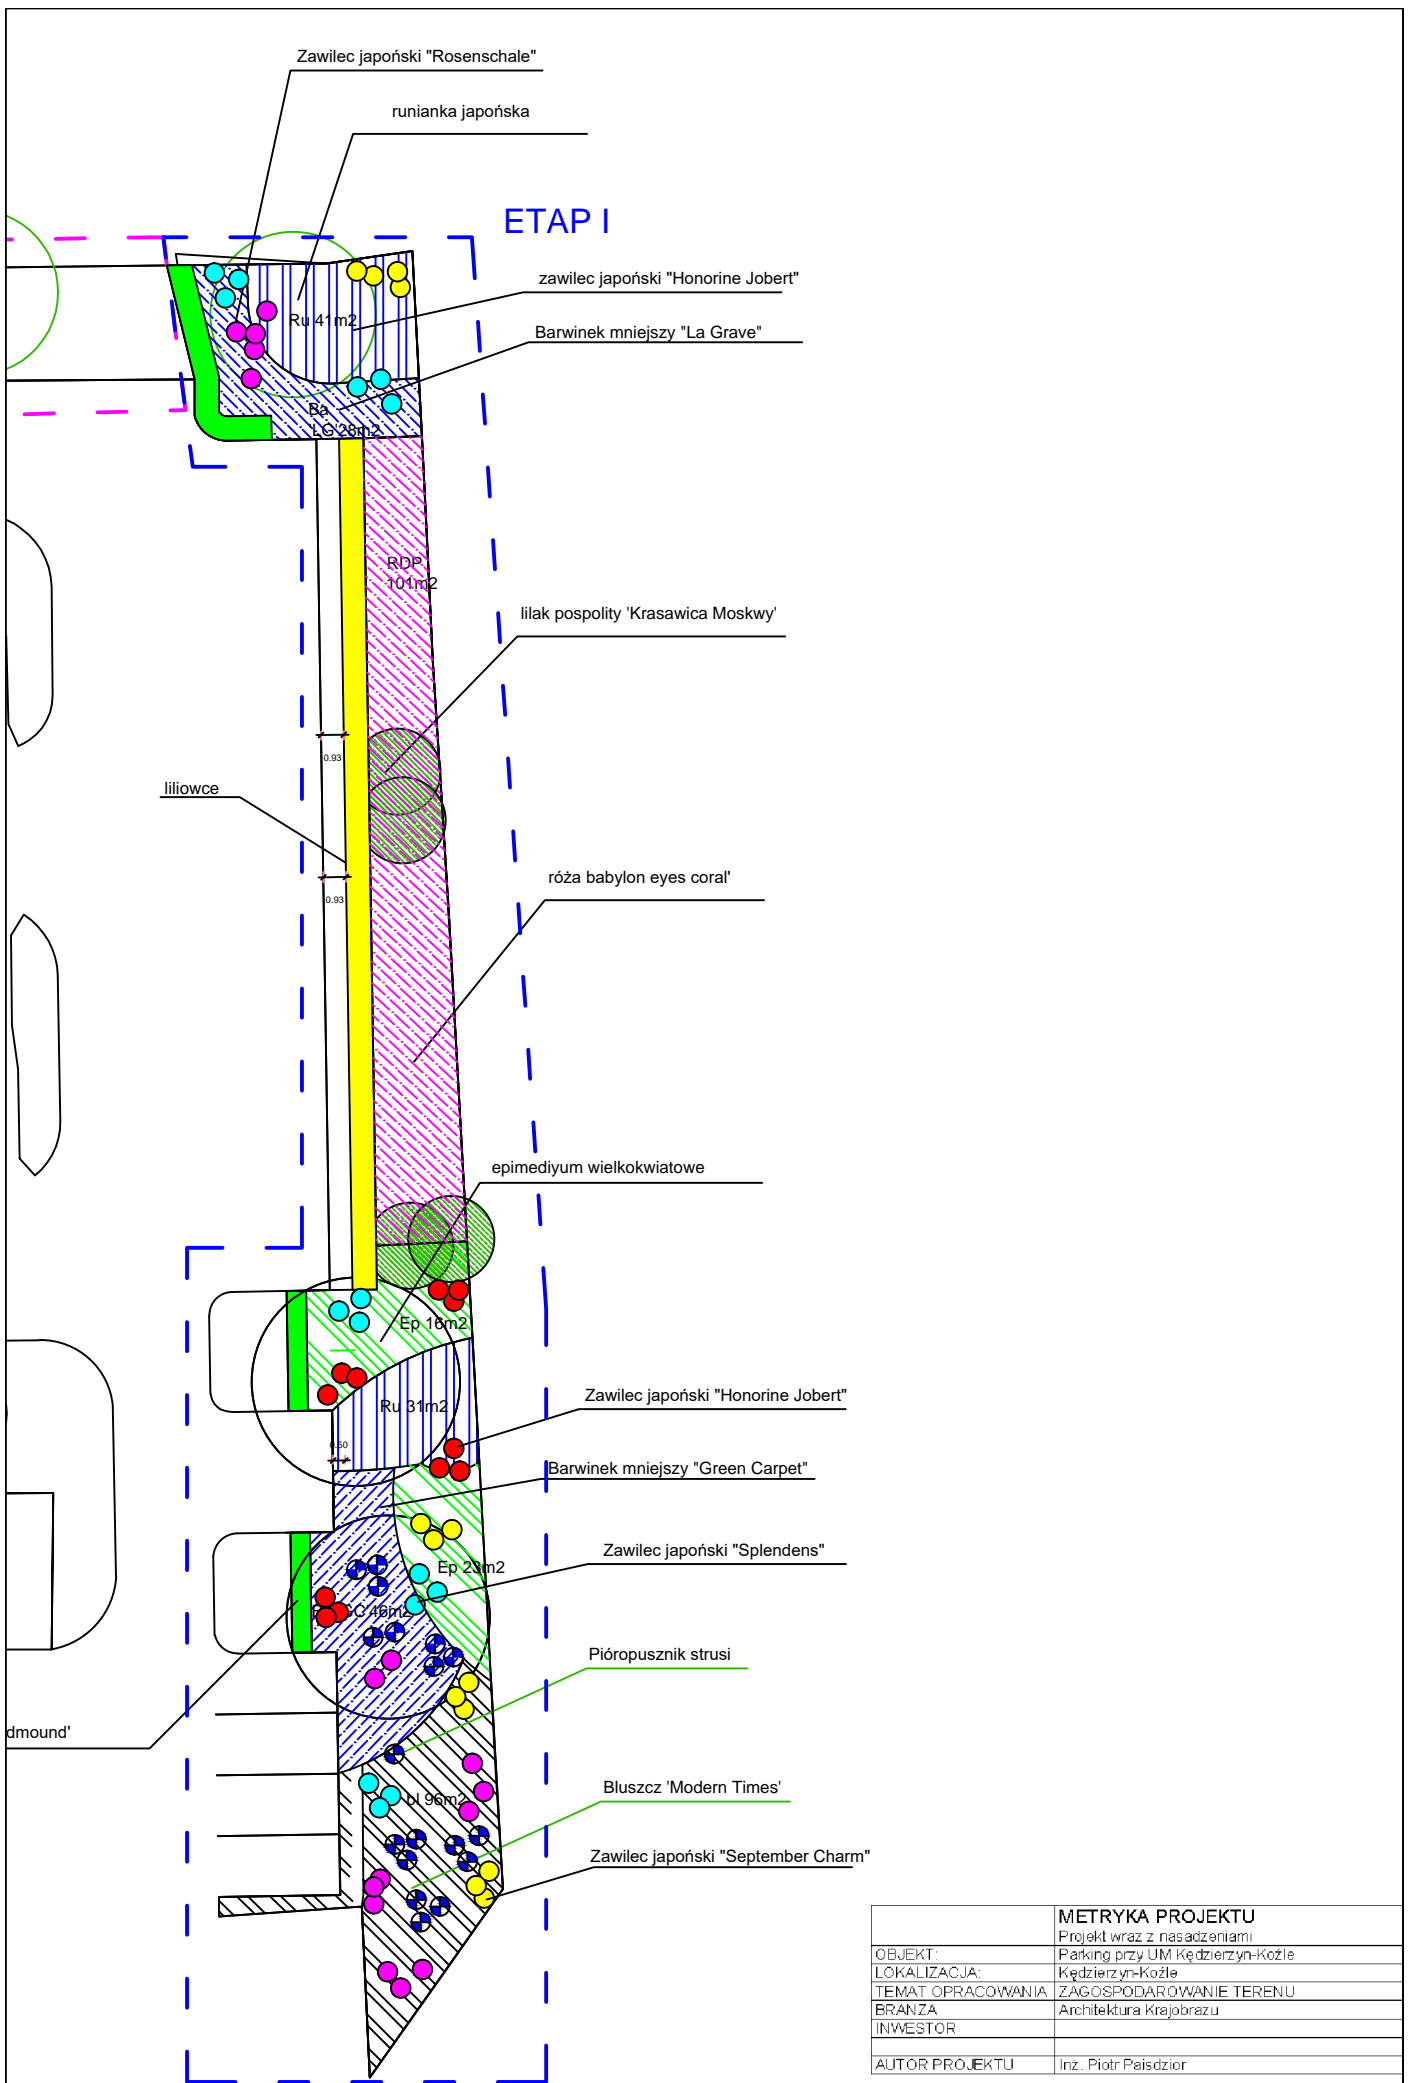 Zawilec japoński "Rosenschale"
runianka japońska
ETAP I
zawilec japoński "Honorine Jobert"
Ru 41m2
Barwinek mniejszy "La Grave"
Ba
'LG'28m2
RDP
101m2
lilak pospolity 'Krasawica Moskwy'
0.93
liliowce
róża babylon eyes coral'
0.93
epimediyum wielkokwiatowe
Ep 16m2
Zawilec japoński "Honorine Jobert"
Ru 31m2
0.50
Barwinek mniejszy "Green Carpet"
Zawilec japoński "Splendens"
Ep 23m2
GC'46m2
Pióropusznik strusi
dmound'
Bluszcz 'Modern Times'
bl 96m2
Zawilec japoński "September Charm"
METRYKA PROJEKTU
Projekt wraz z nasadzeniami
OBJEKT: Parking przy UM Kędzierzyn-Koźle
LOKALIZACJA: Kędzierzyn-Koźle
TEMAT OPRACOWANIA ZAGOSPODAROWANIE TERENU
BRANZA Architektura Krajobrazu
INWESTOR
AUTOR PROJEKTU Inż. Piotr Paisdzior